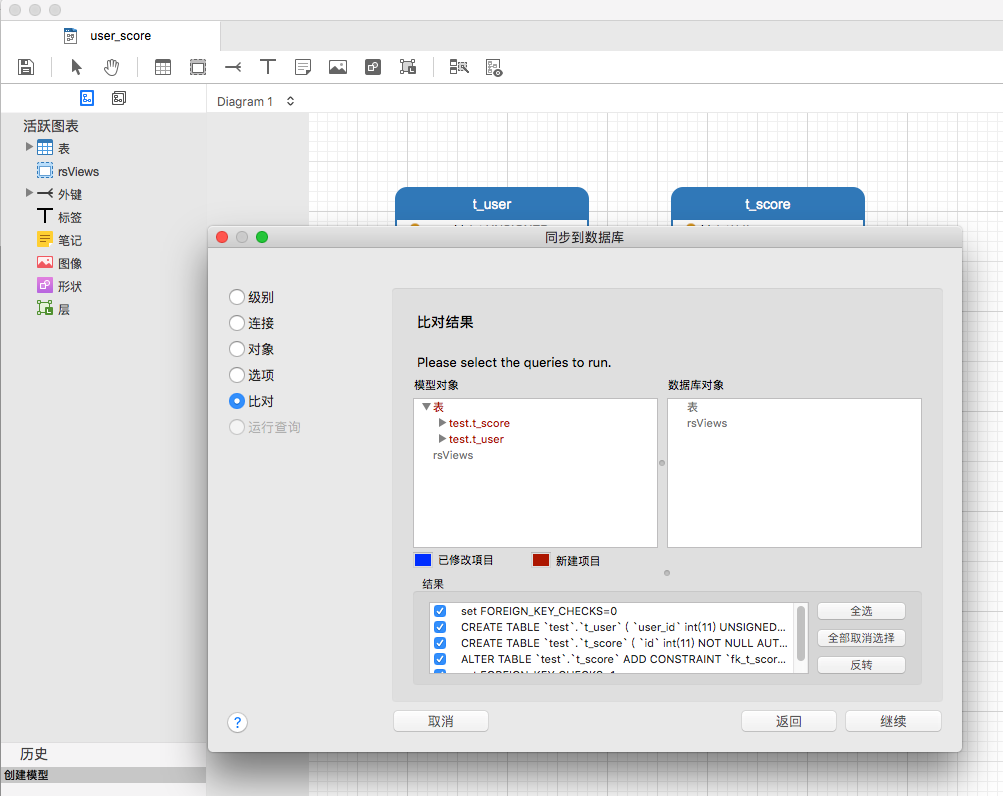 user_score
Diagram 1
活跃图表
表
rsViews
外键
标签
笔记
图像
形状
层
t_user
t_score
同步到数据库
级别
连接
对象
选项
比对
运行查询
比对结果
Please select the queries to run.
模型对象
数据库对象
表
test.t_score
test.t_user
rsViews
表
rsViews
已修改项目
新建项目
结果
set FOREIGN_KEY_CHECKS=0
CREATE TABLE `test`.`t_user` ( `user_id` int(11) UNSIGNED...
CREATE TABLE `test`.`t_score` ( `id` int(11) NOT NULL AUT...
ALTER TABLE `test`.`t_score` ADD CONSTRAINT `fk_t_scor...
全选
全部取消选择
反转
?
取消
返回
继续
历史
创建模型